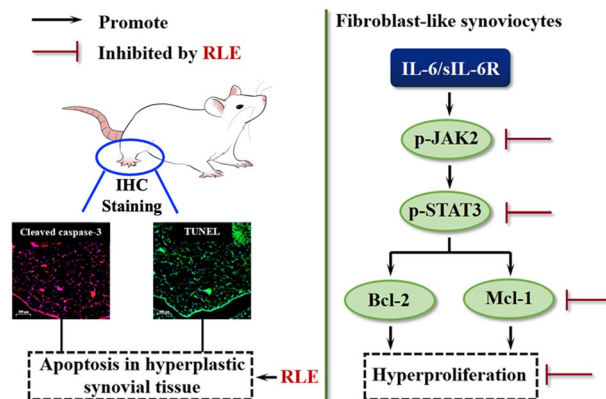 Promote
Inhibited by RLE
IHC
Staining
Cleaved caspase-3
TUNEL
Apoptosis in hyperplastic
synovial tissue
RLE
Fibroblast-like synoviocytes
IL-6/sIL-6R
p-JAK2
p-STAT3
Bcl-2
Mcl-1
Hyperproliferation